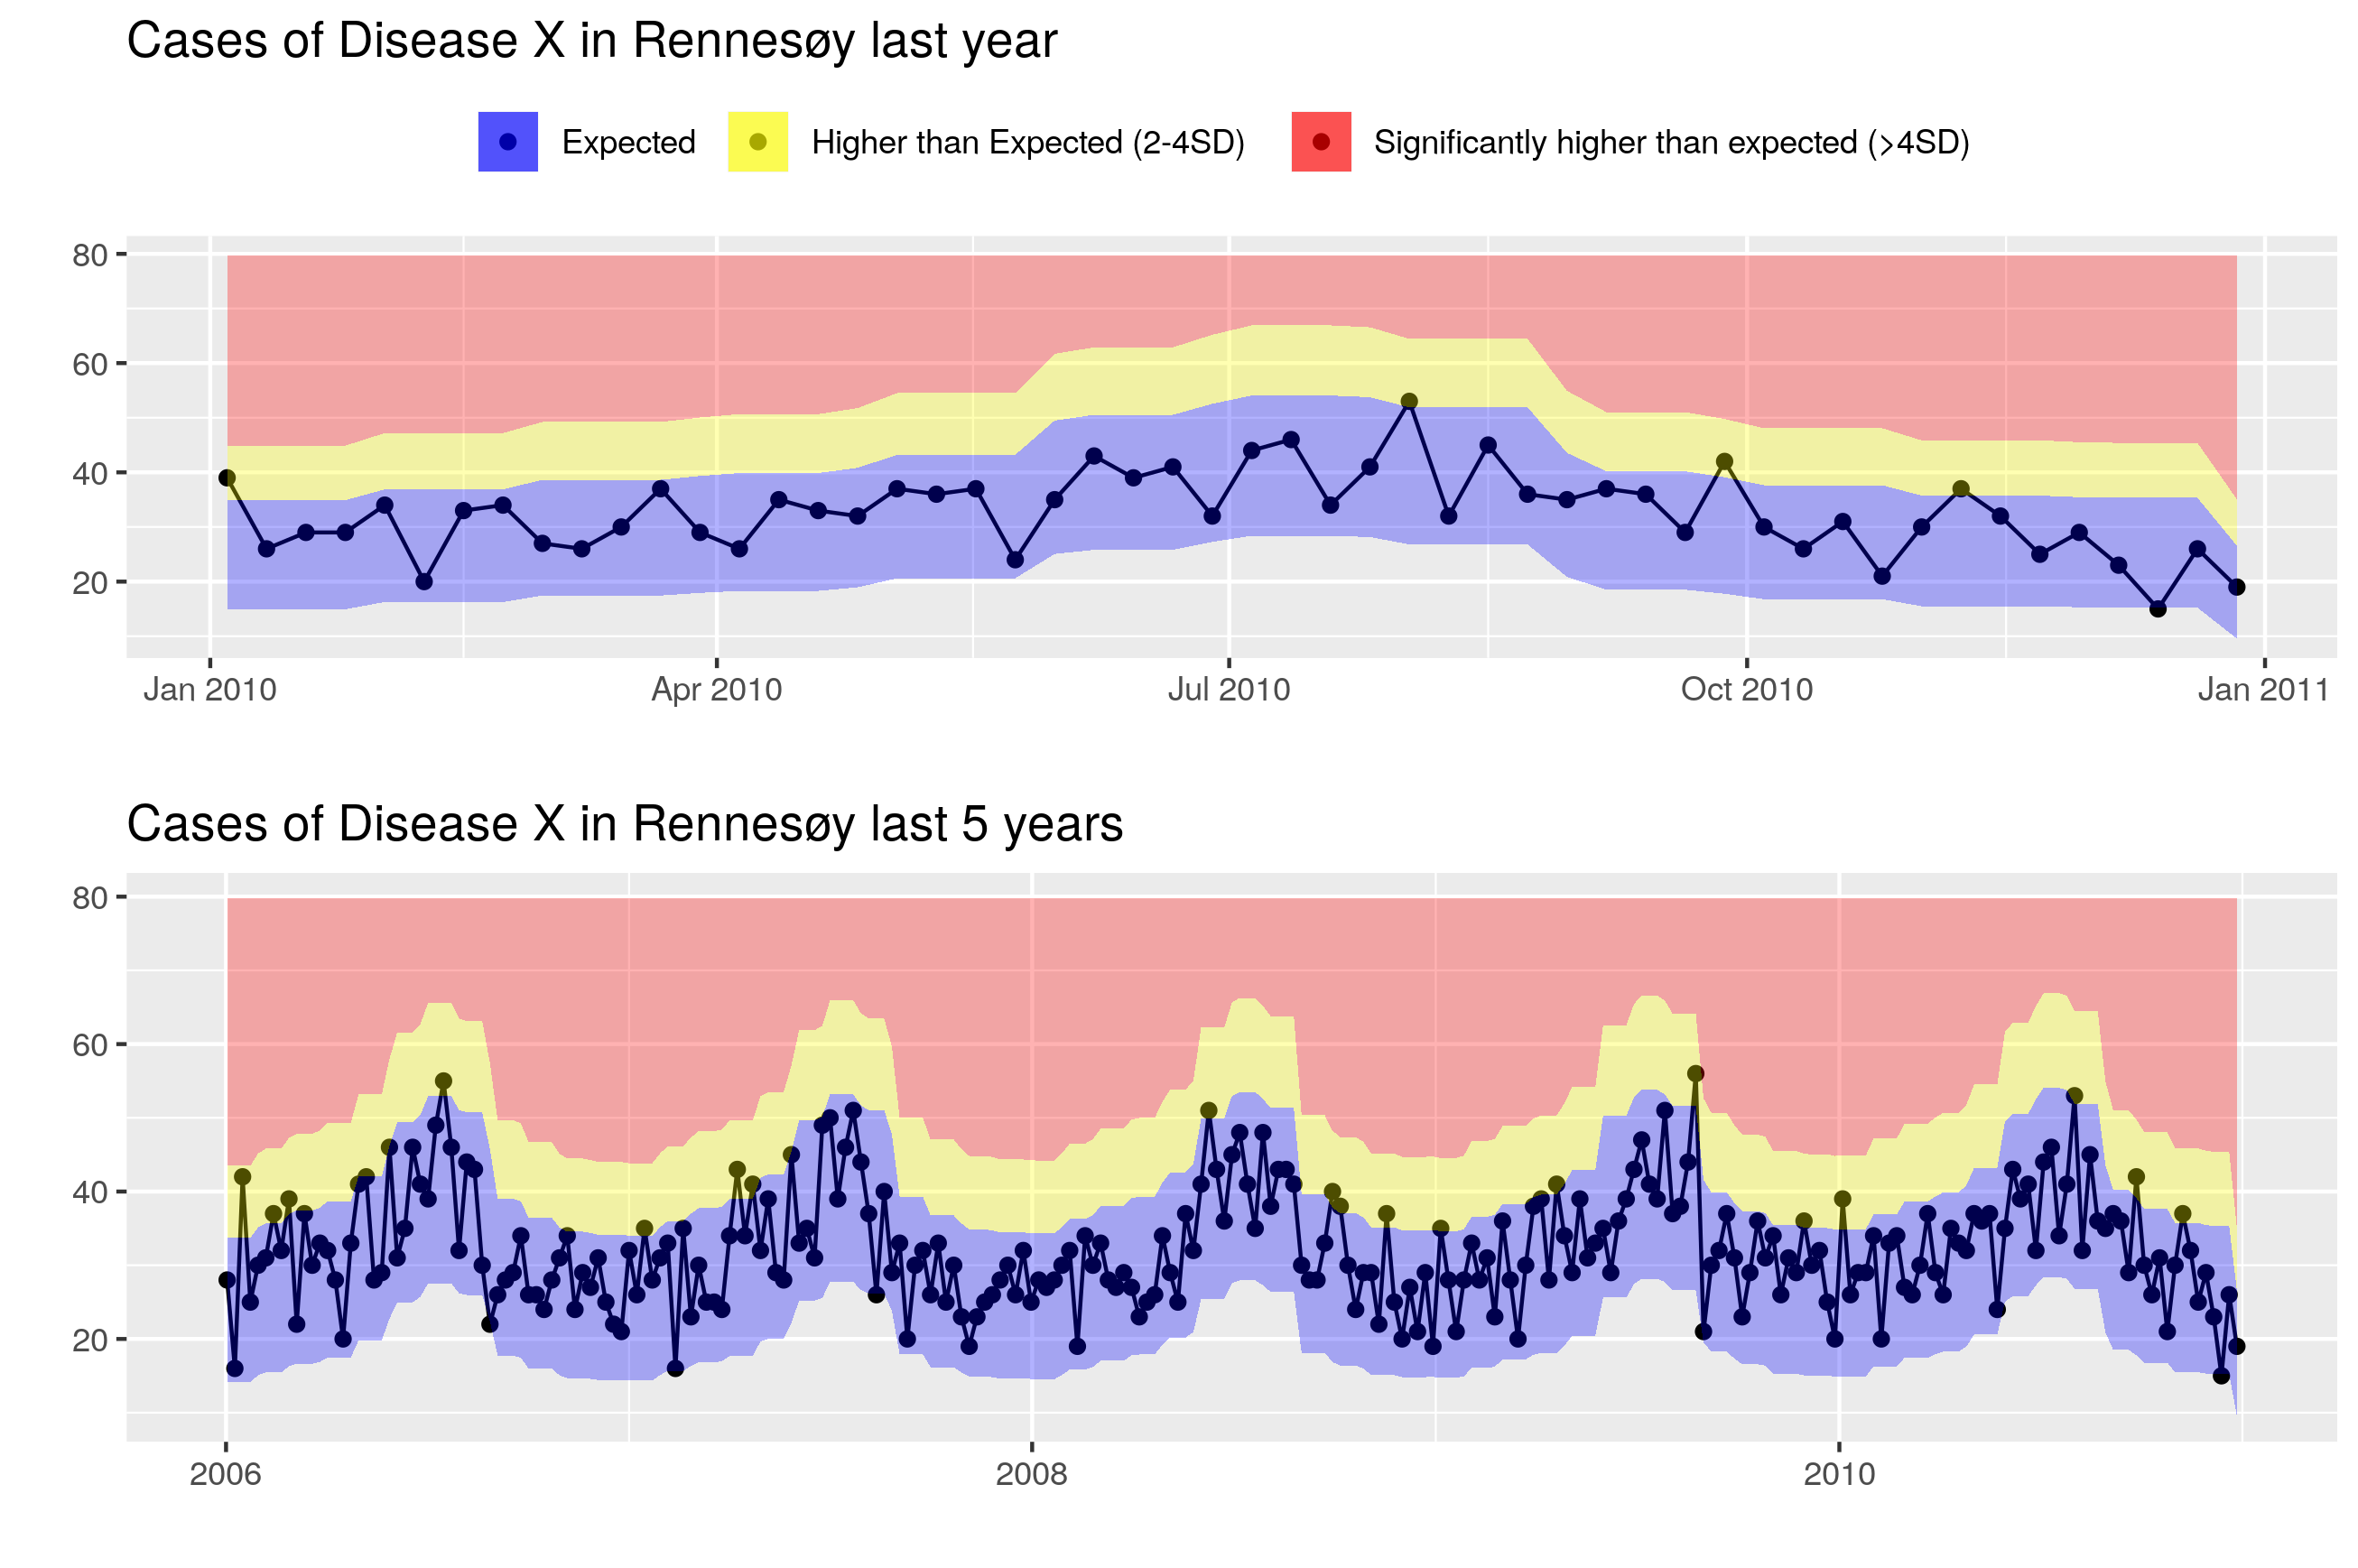 Cases of Disease X in Rennesøy last year
Expected Higher than Expected (2-4SD) Significantly higher than expected (>4SD)
80
60
40
20
Jan 2010 Apr 2010 Jul 2010 Oct 2010 Jan 2011
Cases of Disease X in Rennesøy last 5 years
80
60
40
20
2006 2008 2010